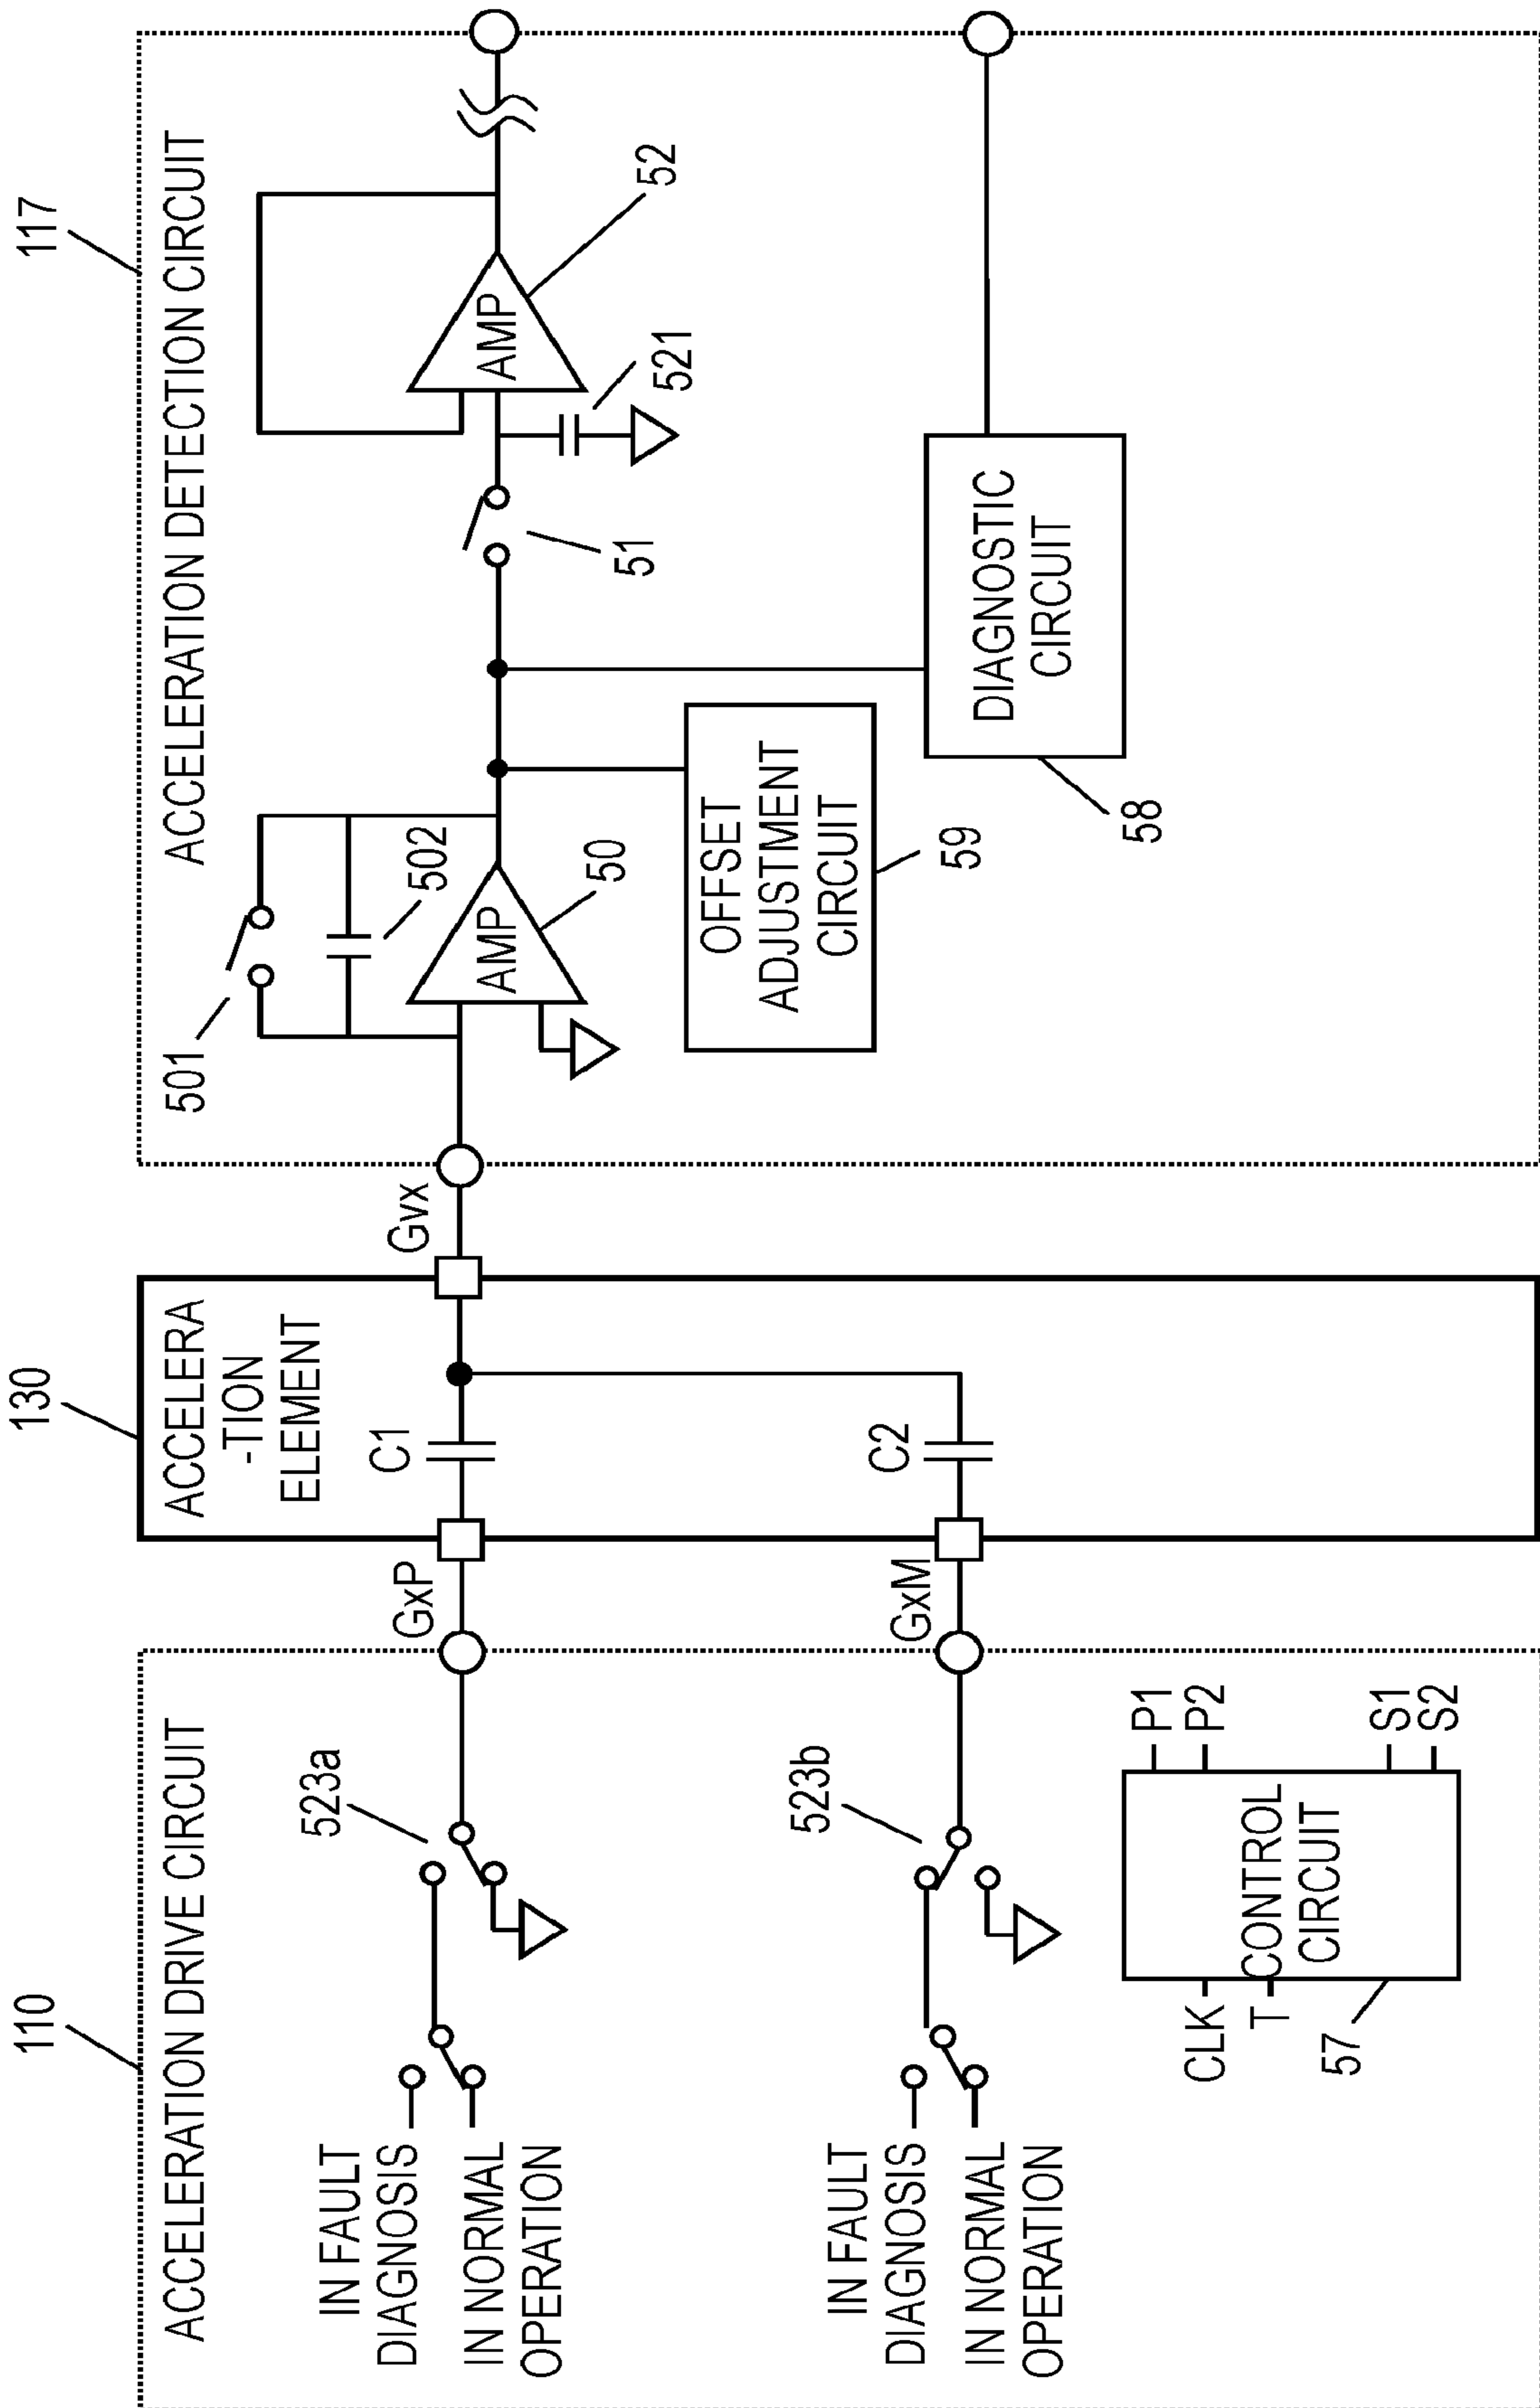 110
ACCELERATION DRIVE CIRCUIT
IN FAULT
DIAGNOSIS
IN NORMAL
OPERATION
523a
GxP
IN FAULT
DIAGNOSIS
IN NORMAL
OPERATION
523b
GxM
CLK
T
CONTROL
CIRCUIT
P1
P2
S1
S2
57
130
ACCELERA
-TION
ELEMENT
C1
C2
Gvx
117
ACCELERATION DETECTION CIRCUIT
501
502
AMP
50
OFFSET
ADJUSTMENT
CIRCUIT
59
51
AMP
52
521
DIAGNOSTIC
CIRCUIT
58